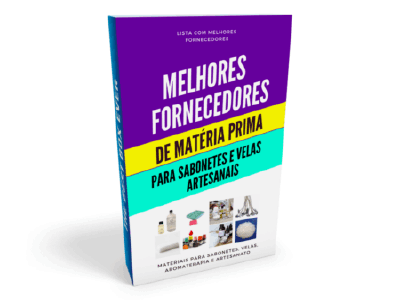 LISTA COM MELHORES
FORNECEDORES
MELHORES
FORNECEDORES
DE MATÉRIA PRIMA
PARA SABONETES E VELAS
ARTESANAIS
MATERIAIS PARA SABONETES, VELAS,
AROMATERAPIA E ARTESANATO